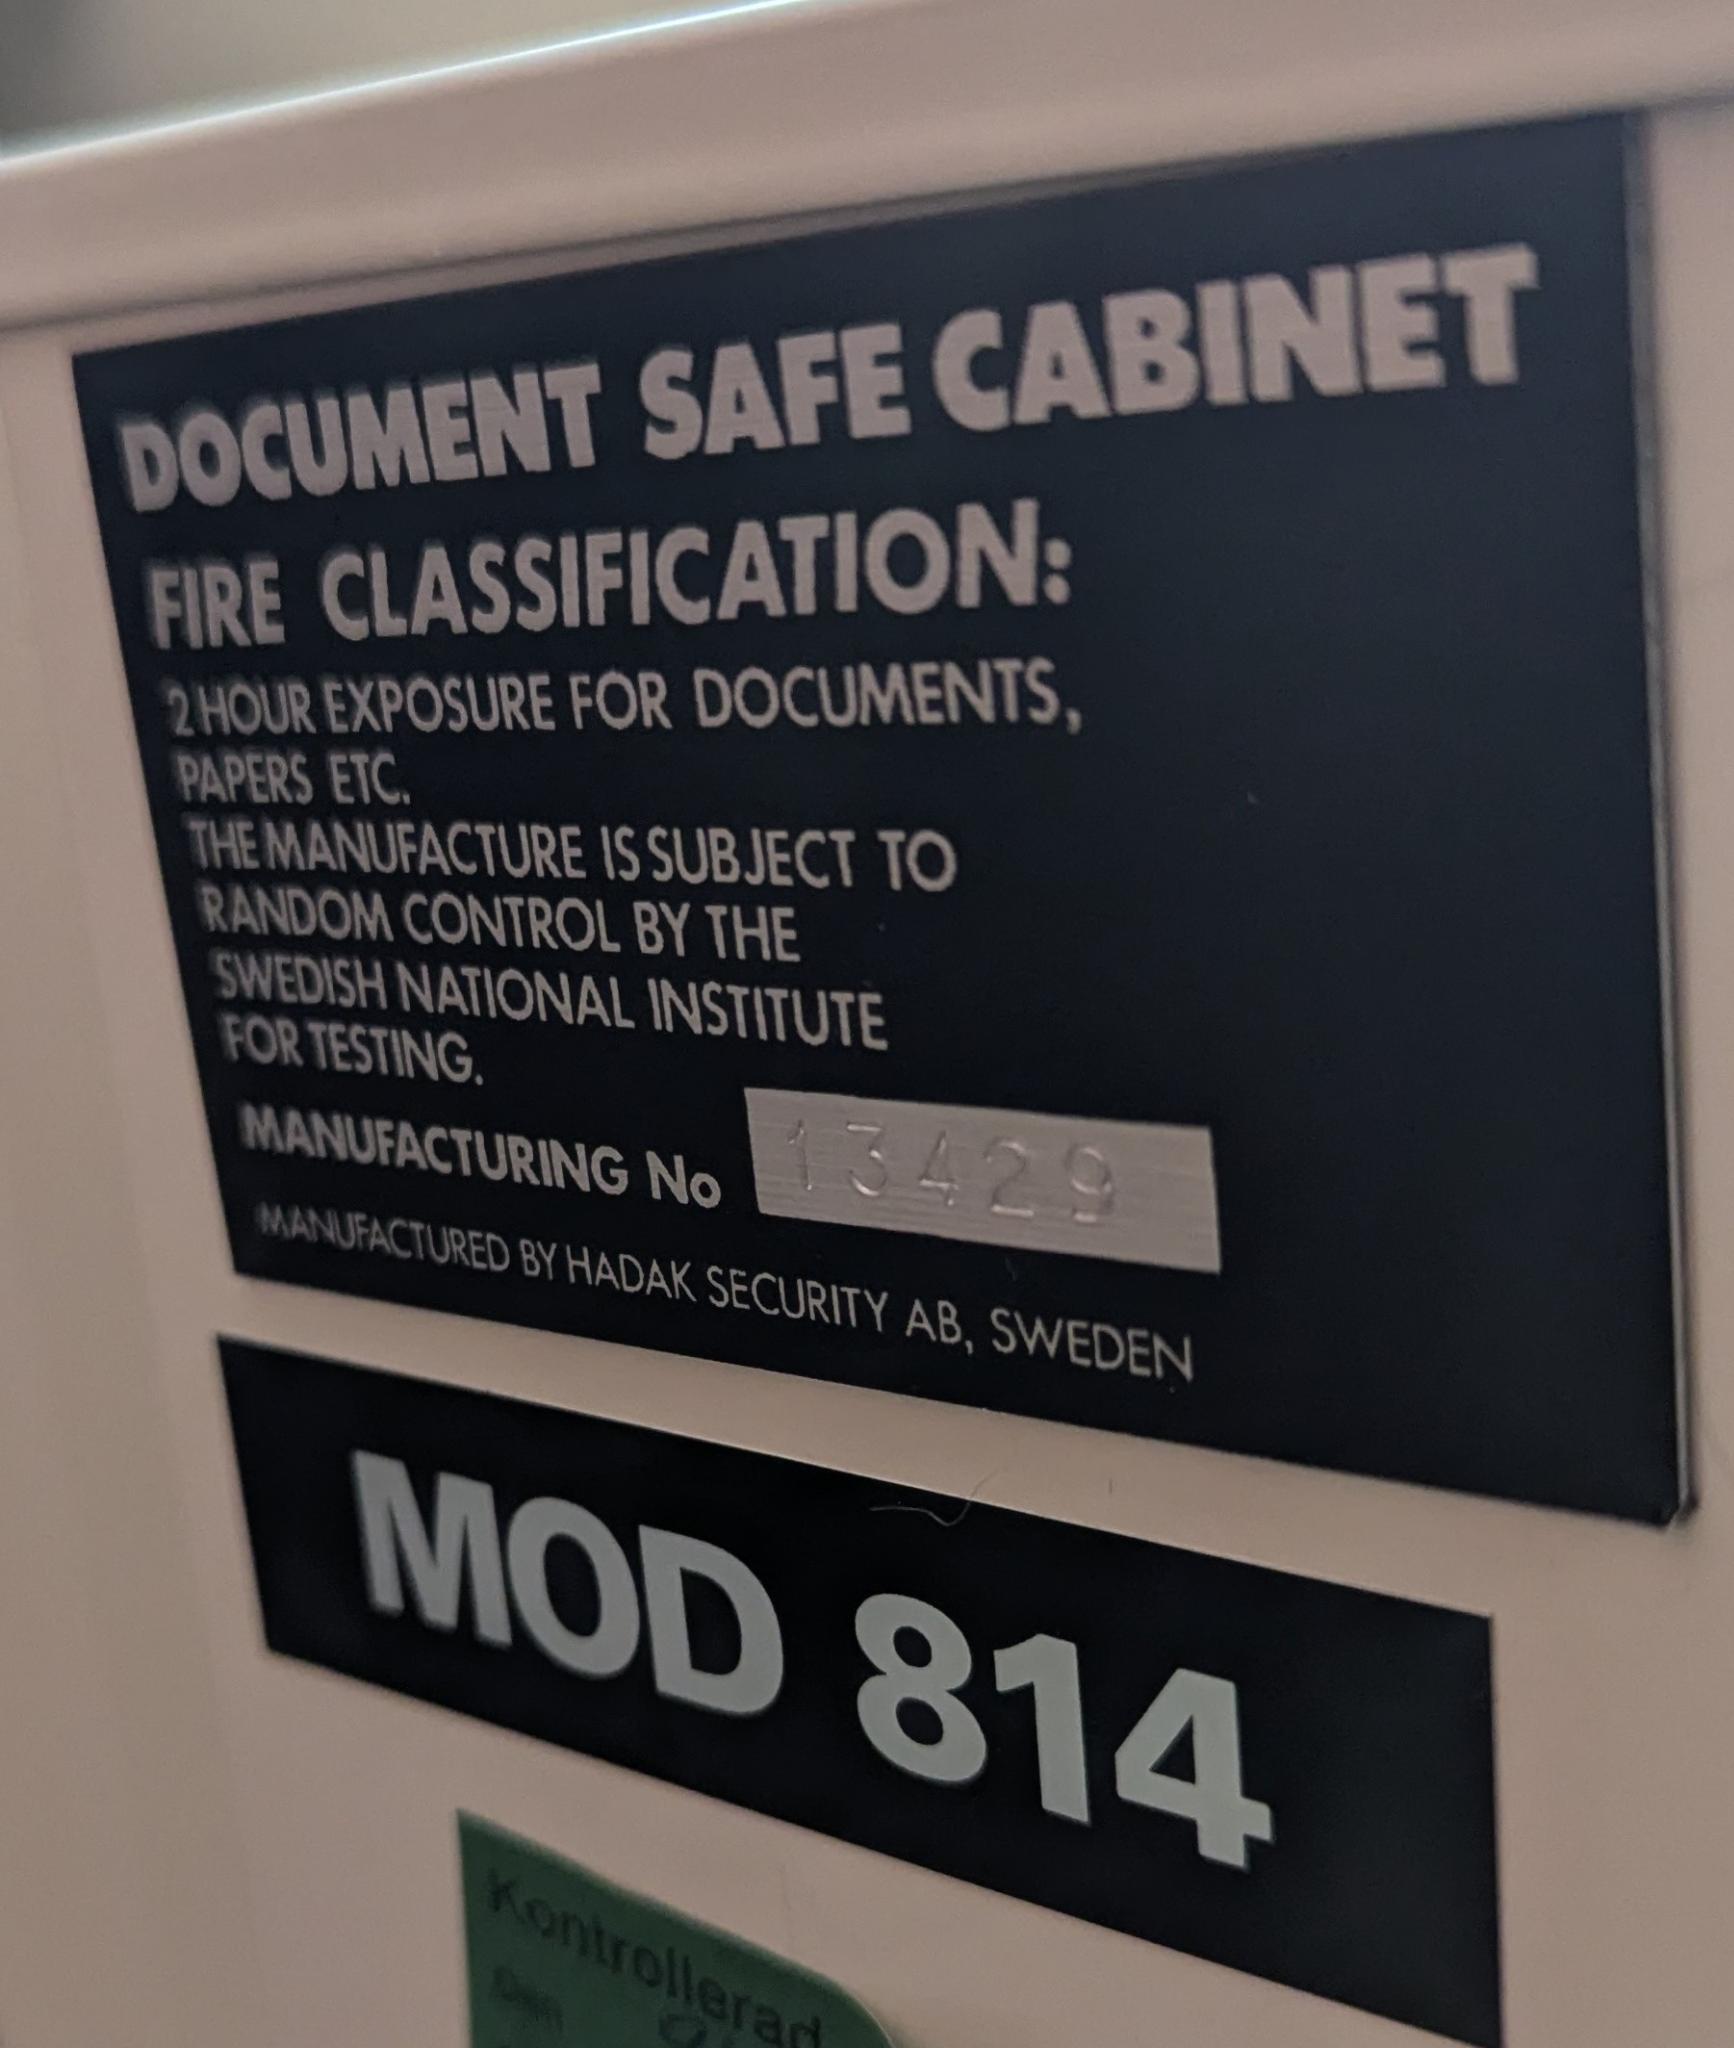 DOCUMENT SAFE CABINET
FIRE CLASSIFICATION:
2 HOUR EXPOSURE FOR DOCUMENTS,
PAPERS ETC.
THE MANUFACTURE IS SUBJECT TO
RANDOM CONTROL BY THE
SWEDISH NATIONAL INSTITUTE
FOR TESTING.
MANUFACTURING No 13429
MANUFACTURED BY HADAK SECURITY AB, SWEDEN
MOD 814
Kontrollerad